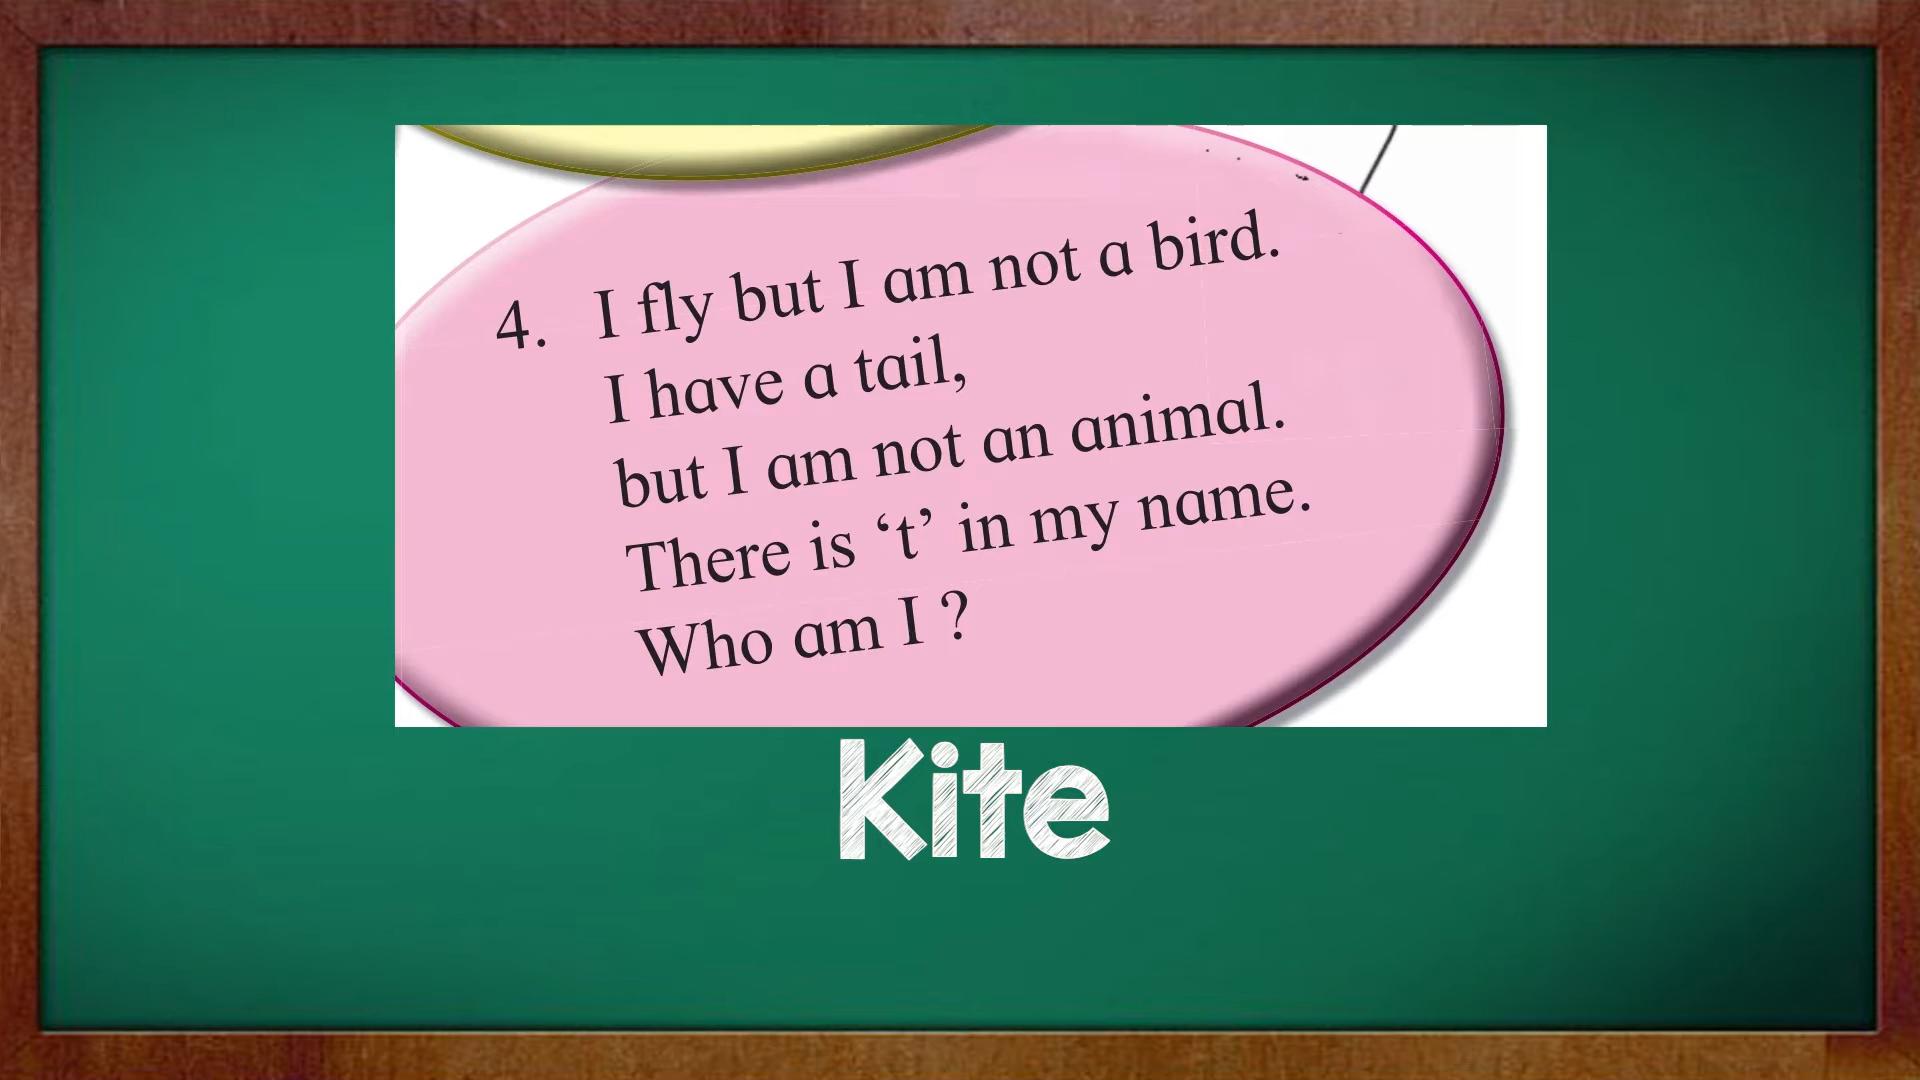 4. I fly but I am not a bird.
I have a tail,
but I am not an animal.
There is ‘t’ in my name.
Who am I ?
Kite